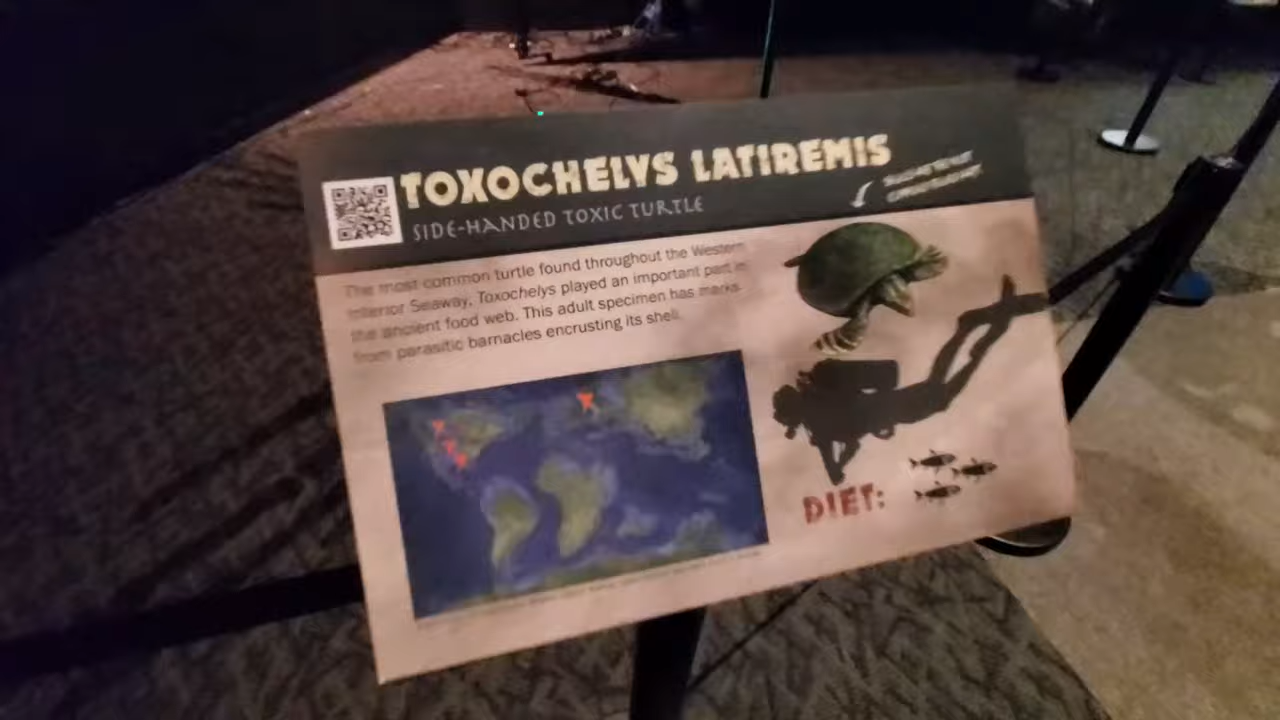 TOXOCHELYS LATIREMIS
SIDE-HANDED TOXIC TURTLE
The most common turtle found throughout the Western
Interior Seaway, Toxochelys played an important part in
the ancient food web. This adult specimen has marks
from parasitic barnacles encrusting its shell.
DIET: